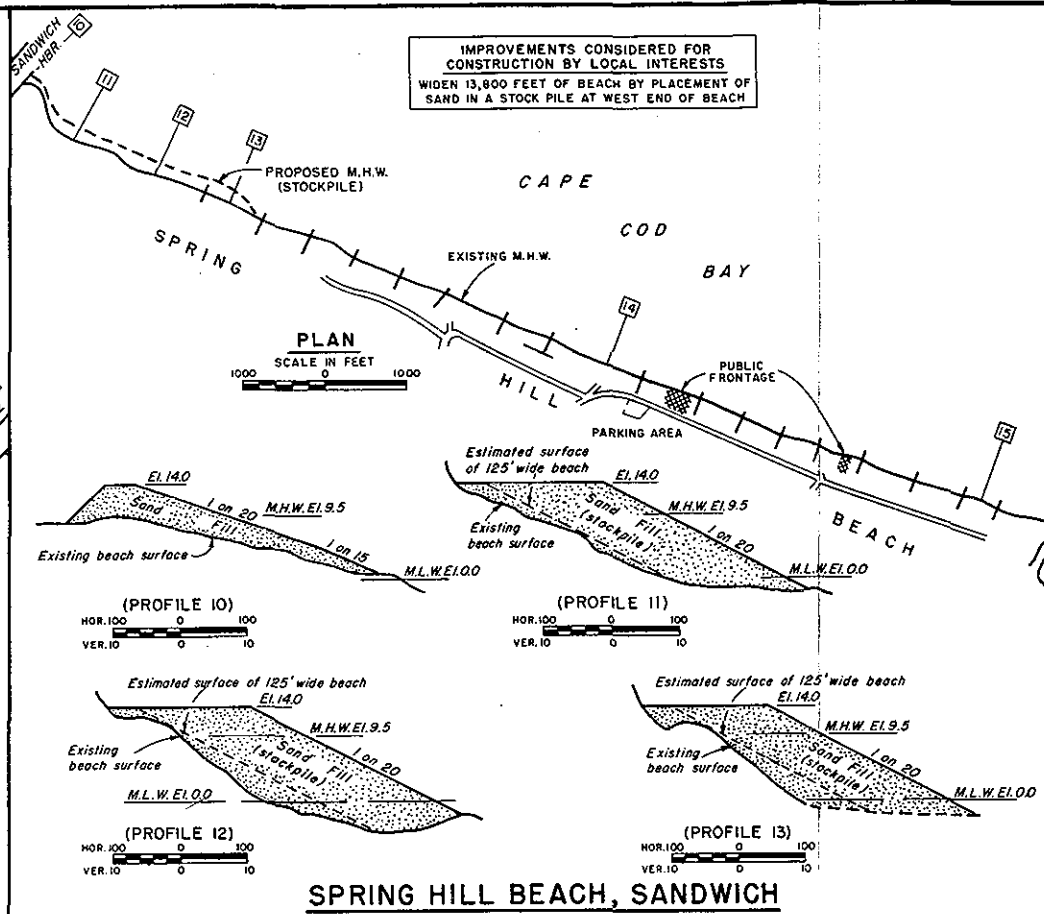 SANDWICH
HBR.
10
IMPROVEMENTS CONSIDERED FOR
CONSTRUCTION BY LOCAL INTERESTS
WIDEN 13,800 FEET OF BEACH BY PLACEMENT OF
SAND IN A STOCK PILE AT WEST END OF BEACH
11
12
13
PROPOSED M.H.W.
(STOCKPILE)
CAPE
COD
BAY
SPRING
EXISTING M.H.W.
14
PLAN
SCALE IN FEET
1000 0 1000
HILL
PUBLIC
FRONTAGE
PARKING AREA
15
BEACH
El. 14.0
1 on 20
M.H.W. El. 9.5
Sand Fill
1 on 15
Existing beach surface
M.L.W. El. 0.0
(PROFILE 10)
HOR. 100 0 100
VER. 10 0 10
Estimated surface
of 125' wide beach
El. 14.0
Sand Fill
(stockpile)
M.H.W. El. 9.5
1 on 20
Existing
beach surface
M.L.W. El. 0.0
(PROFILE 11)
HOR. 100 0 100
VER. 10 0 10
Estimated surface of 125' wide beach
El. 14.0
M.H.W. El. 9.5
Existing
beach surface
Sand Fill
(stockpile)
1 on 20
M.L.W. El. 0.0
(PROFILE 12)
HOR. 100 0 100
VER. 10 0 10
Estimated surface of 125' wide beach
El. 14.0
M.H.W. El. 9.5
Existing
beach surface
Sand Fill
(stockpile)
1 on 20
M.L.W. El. 0.0
(PROFILE 13)
HOR. 100 0 100
VER. 10 0 10
SPRING HILL BEACH, SANDWICH